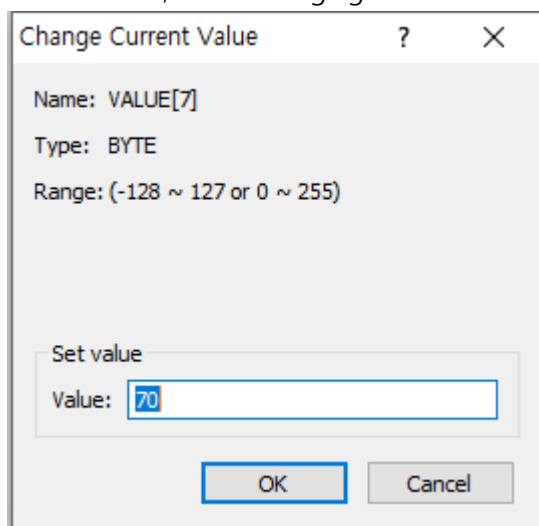 Change Current Value ? ×
Name: VALUE[7]
Type: BYTE
Range: (-128 ~ 127 or 0 ~ 255)
Set value
Value: 70
OK Cancel